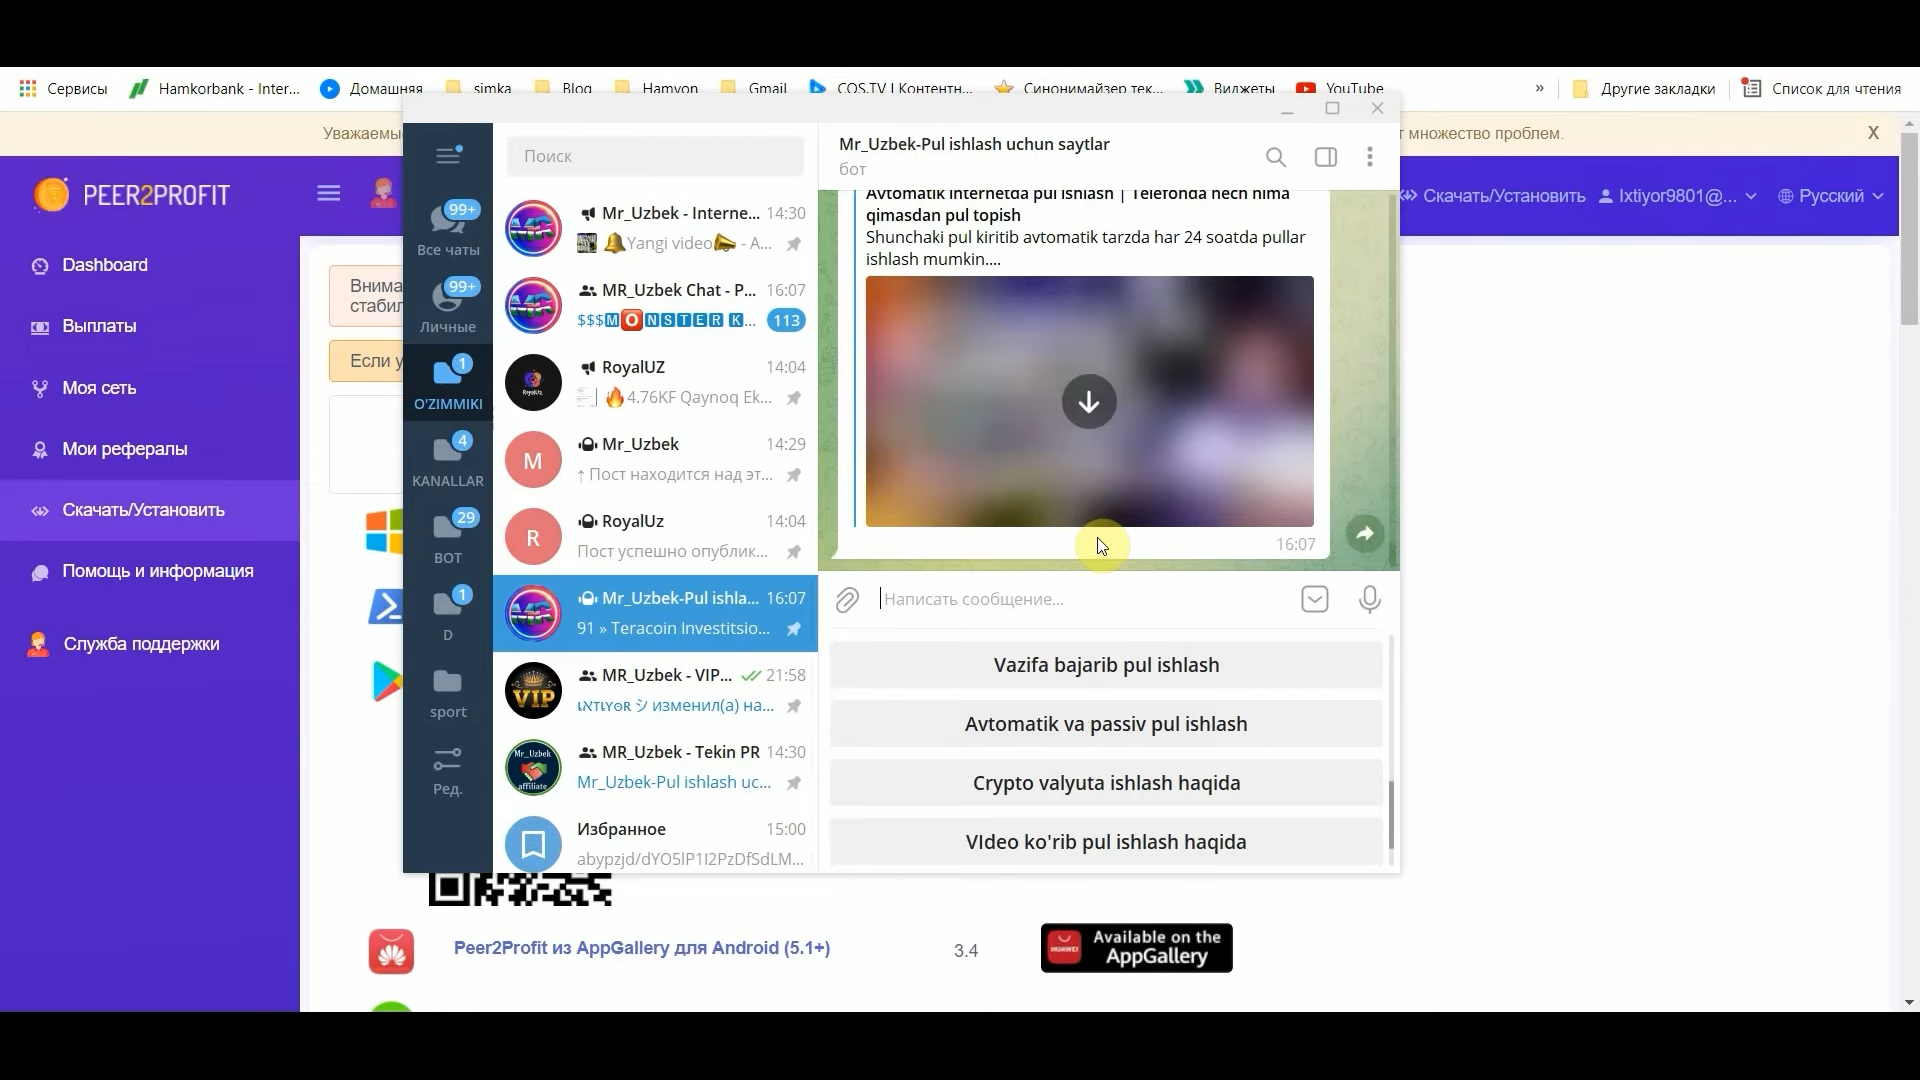 Сервисы
Hamkorbank - Inter...
Домашняя
simka
Blog
Hamyon
Gmail
COS.TV | Контентн...
Синонимайзер тек...
Виджеты
YouTube
»
Другие закладки
Список для чтения
т множество проблем.
X
PEER2PROFIT
Скачать/Установить
Ixtiyor9801@...
Русский
Dashboard
Выплаты
Моя сеть
Мои рефералы
Скачать/Установить
Помощь и информация
Служба поддержки
Внима
стабил
Если у
99+
Все чаты
99+
Личные
1
O'ZIMMIKI
4
KANALLAR
29
BOT
1
D
sport
Ред.
Поиск
Mr_Uzbek - Interne... 14:30
🔔Yangi video📣 - A...
MR_Uzbek Chat - P... 16:07
$$$🅼🅾🅽🆂🆃🅴🆁 🅺... 113
RoyalUZ 14:04
🔥4.76KF Qaynoq Ek...
M
Mr_Uzbek 14:29
↑ Пост находится над эт...
R
RoyalUz 14:04
Пост успешно опублик...
Mr_Uzbek-Pul ishla... 16:07
91 » Teracoin Investitsio...
VIP
MR_Uzbek - VIP... 21:58
изменил(а) на...
Mr_Uzbek
affiliate
MR_Uzbek - Tekin PR 14:30
Mr_Uzbek-Pul ishlash uc...
Избранное 15:00
abypzjd/dYO5lP1I2PzDfSdLM...
Mr_Uzbek-Pul ishlash uchun saytlar
бот
Avtomatik internetda pul ishlash | Telefonda hech nima
qimasdan pul topish
Shunchaki pul kiritib avtomatik tarzda har 24 soatda pullar
ishlash mumkin....
16:07
Написать сообщение...
Vazifa bajarib pul ishlash
Avtomatik va passiv pul ishlash
Crypto valyuta ishlash haqida
VIdeo ko'rib pul ishlash haqida
Peer2Profit из AppGallery для Android (5.1+)
3.4
HUAWEI
Available on the
AppGallery